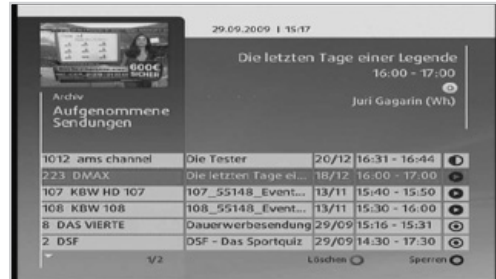 29.09.2009 | 15:17
600€
SICHER
Die letzten Tage einer Legende
16:00 - 17:00
Juri Gagarin (Wh)
Archiv
Aufgenommene
Sendungen
1012 ams channel Die Tester 20/12 16:31 - 16:44
223 DMAX Die letzten Tage ei... 18/12 16:00 - 17:00
107 KBW HD 107 107_55148_Event... 13/11 15:40 - 15:50
108 KBW 108 108_55148_Event... 13/11 15:30 - 16:00
8 DAS VIERTE Dauerwerbesendung 29/09 15:16 - 15:31
2 DSF DSF - Das Sportquiz 29/09 14:30 - 17:30
1/2 Löschen Sperren